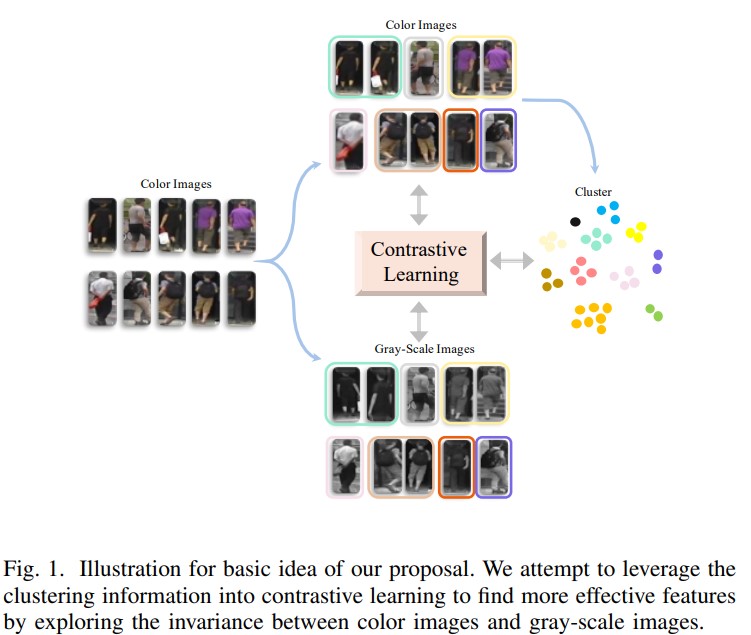 Color Images
Color Images
Cluster
Contrastive
Learning
Gray-Scale Images
Fig. 1. Illustration for basic idea of our proposal. We attempt to leverage the
clustering information into contrastive learning to find more effective features
by exploring the invariance between color images and gray-scale images.